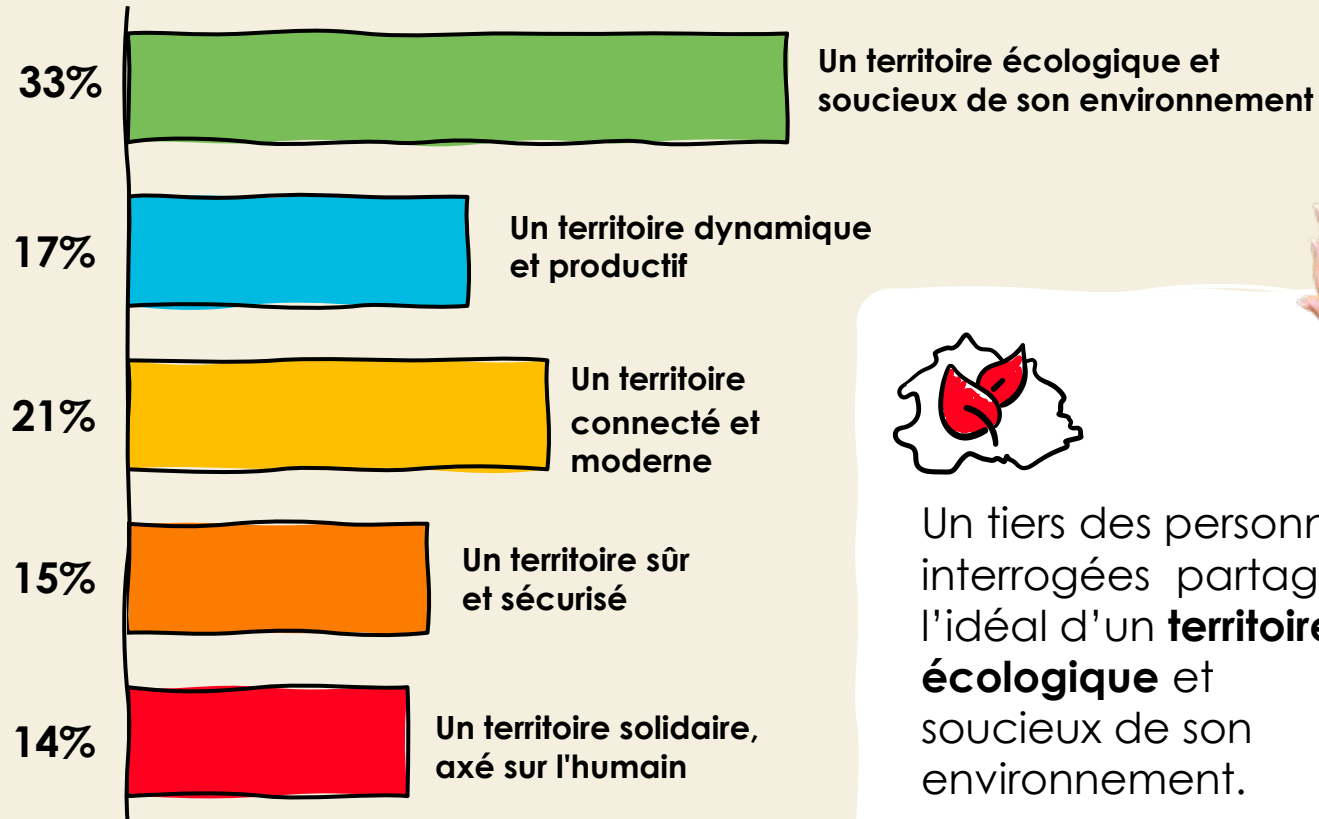 33%
Un territoire écologique et
soucieux de son environnement
17%
Un territoire dynamique
et productif
21%
Un territoire
connecté et
moderne
15%
Un territoire sûr
et sécurisé
14%
Un territoire solidaire,
axé sur l'humain
Un tiers des
interrogées
l'idéal d'un territoire
écologique et
soucieux de son
environnement.